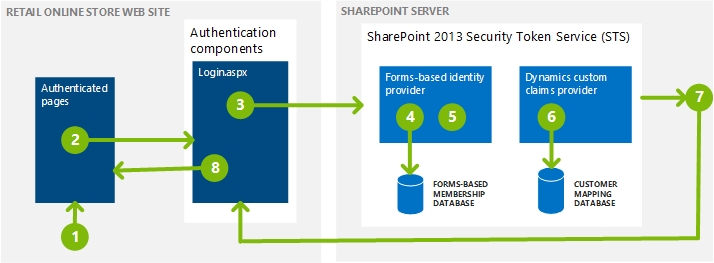 RETAIL ONLINE STORE WEB SITE
Authentication
components
Authenticated
pages
Login.aspx
1
2
3
8
SHAREPOINT SERVER
SharePoint 2013 Security Token Service (STS)
Forms-based identity
provider
4
5
FORMS-BASED
MEMBERSHIP
DATABASE
Dynamics custom
claims provider
6
CUSTOMER
MAPPING
DATABASE
7